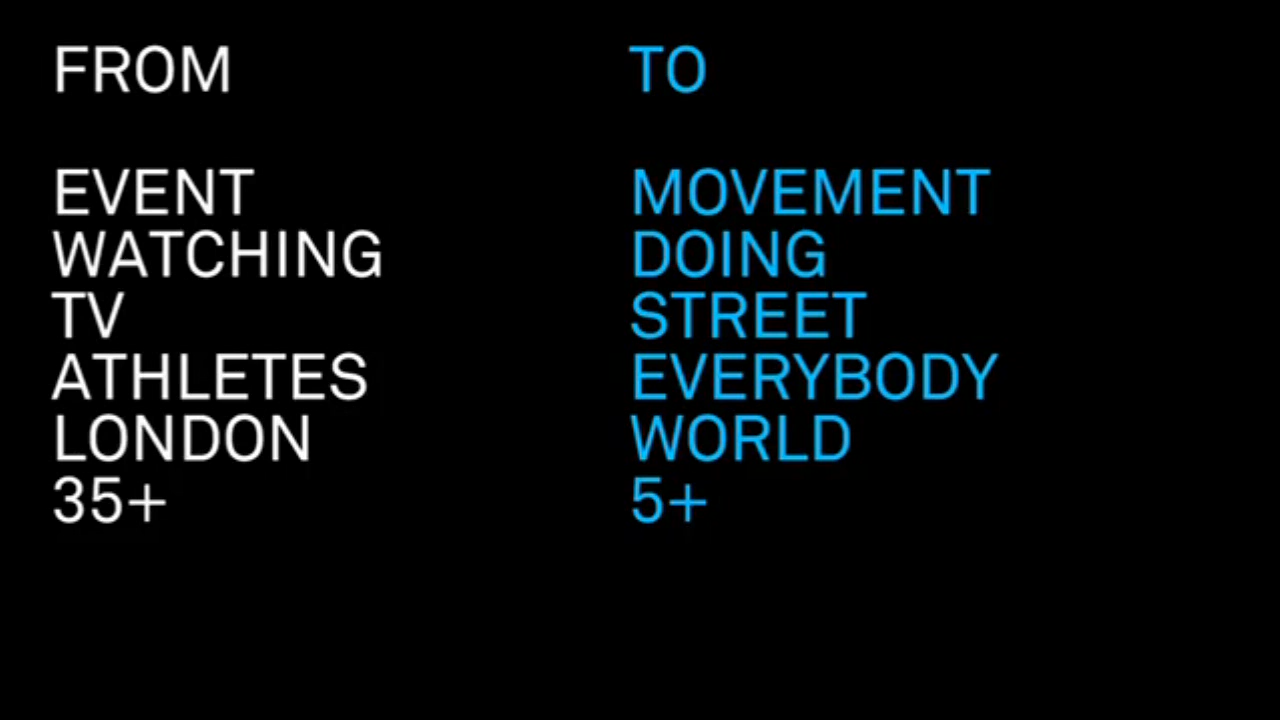 FROM
TO
EVENT
MOVEMENT
WATCHING
DOING
TV
STREET
ATHLETES
EVERYBODY
LONDON
WORLD
35+
5+